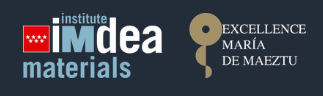 institute
imdea
materials
EXCELLENCE
MARÍA
DE MAEZTU